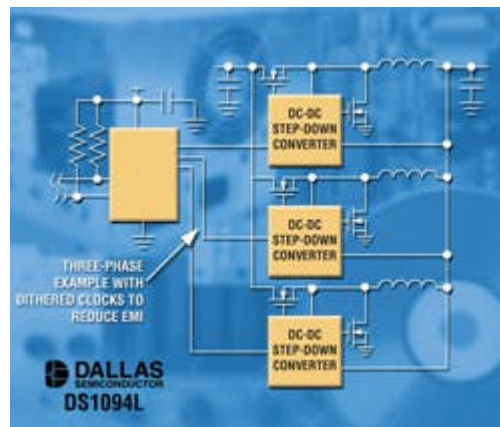 DC-DC
STEP-DOWN
CONVERTER
DC-DC
STEP-DOWN
CONVERTER
THREE-PHASE
EXAMPLE WITH
DITHERED CLOCKS TO
REDUCE EMI
DC-DC
STEP-DOWN
CONVERTER
DALLAS
SEMICONDUCTOR
DS1094L